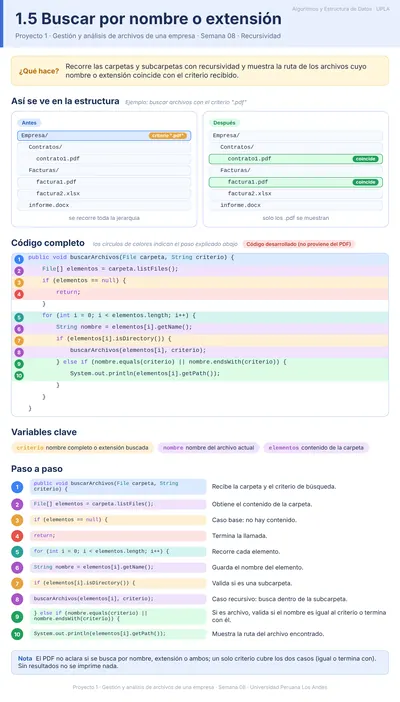 Algoritmos y Estructura de Datos · UPLA
1.5 Buscar por nombre o extensión
Proyecto 1 · Gestión y análisis de archivos de una empresa · Semana 08 · Recursividad
¿Qué hace?
Recorre las carpetas y subcarpetas con recursividad y muestra la ruta de los archivos cuyo
nombre o extensión coincide con el criterio recibido.
Así se ve en la estructura Ejemplo: buscar archivos con el criterio ".pdf"
Antes
Empresa/ criterio ".pdf"
Contratos/
contrato1.pdf
Facturas/
factura1.pdf
factura2.xlsx
informe.docx
se recorre toda la jerarquía
Después
Empresa/
Contratos/
contrato1.pdf coincide
Facturas/
factura1.pdf coincide
factura2.xlsx
informe.docx
solo los .pdf se muestran
Código completo los círculos de colores indican el paso explicado abajo Código desarrollado (no proviene del PDF)
1 public void buscarArchivos(File carpeta, String criterio) {
2 File[] elementos = carpeta.listFiles();
3 if (elementos == null) {
4 return;
}
5 for (int i = 0; i < elementos.length; i++) {
6 String nombre = elementos[i].getName();
7 if (elementos[i].isDirectory()) {
8 buscarArchivos(elementos[i], criterio);
9 } else if (nombre.equals(criterio) || nombre.endsWith(criterio)) {
10 System.out.println(elementos[i].getPath());
}
}
}
Variables clave
criterio nombre completo o extensión buscada nombre nombre del archivo actual elementos contenido de la carpeta
Paso a paso
1 public void buscarArchivos(File carpeta, String
criterio) {
Recibe la carpeta y el criterio de búsqueda.
2 File[] elementos = carpeta.listFiles(); Obtiene el contenido de la carpeta.
3 if (elementos == null) { Caso base: no hay contenido.
4 return; Termina la llamada.
5 for (int i = 0; i < elementos.length; i++) { Recorre cada elemento.
6 String nombre = elementos[i].getName(); Guarda el nombre del elemento.
7 if (elementos[i].isDirectory()) { Valida si es una subcarpeta.
8 buscarArchivos(elementos[i], criterio); Caso recursivo: busca dentro de la subcarpeta.
9 } else if (nombre.equals(criterio) ||
nombre.endsWith(criterio)) {
Si es archivo, valida si el nombre es igual al criterio o termina
con él.
10 System.out.println(elementos[i].getPath()); Muestra la ruta del archivo encontrado.
Nota El PDF no aclara si se busca por nombre, extensión o ambos; un solo criterio cubre los dos casos (igual o termina con).
Sin resultados no se imprime nada.
Proyecto 1 · Gestión y análisis de archivos de una empresa · Semana 08 · Universidad Peruana Los Andes